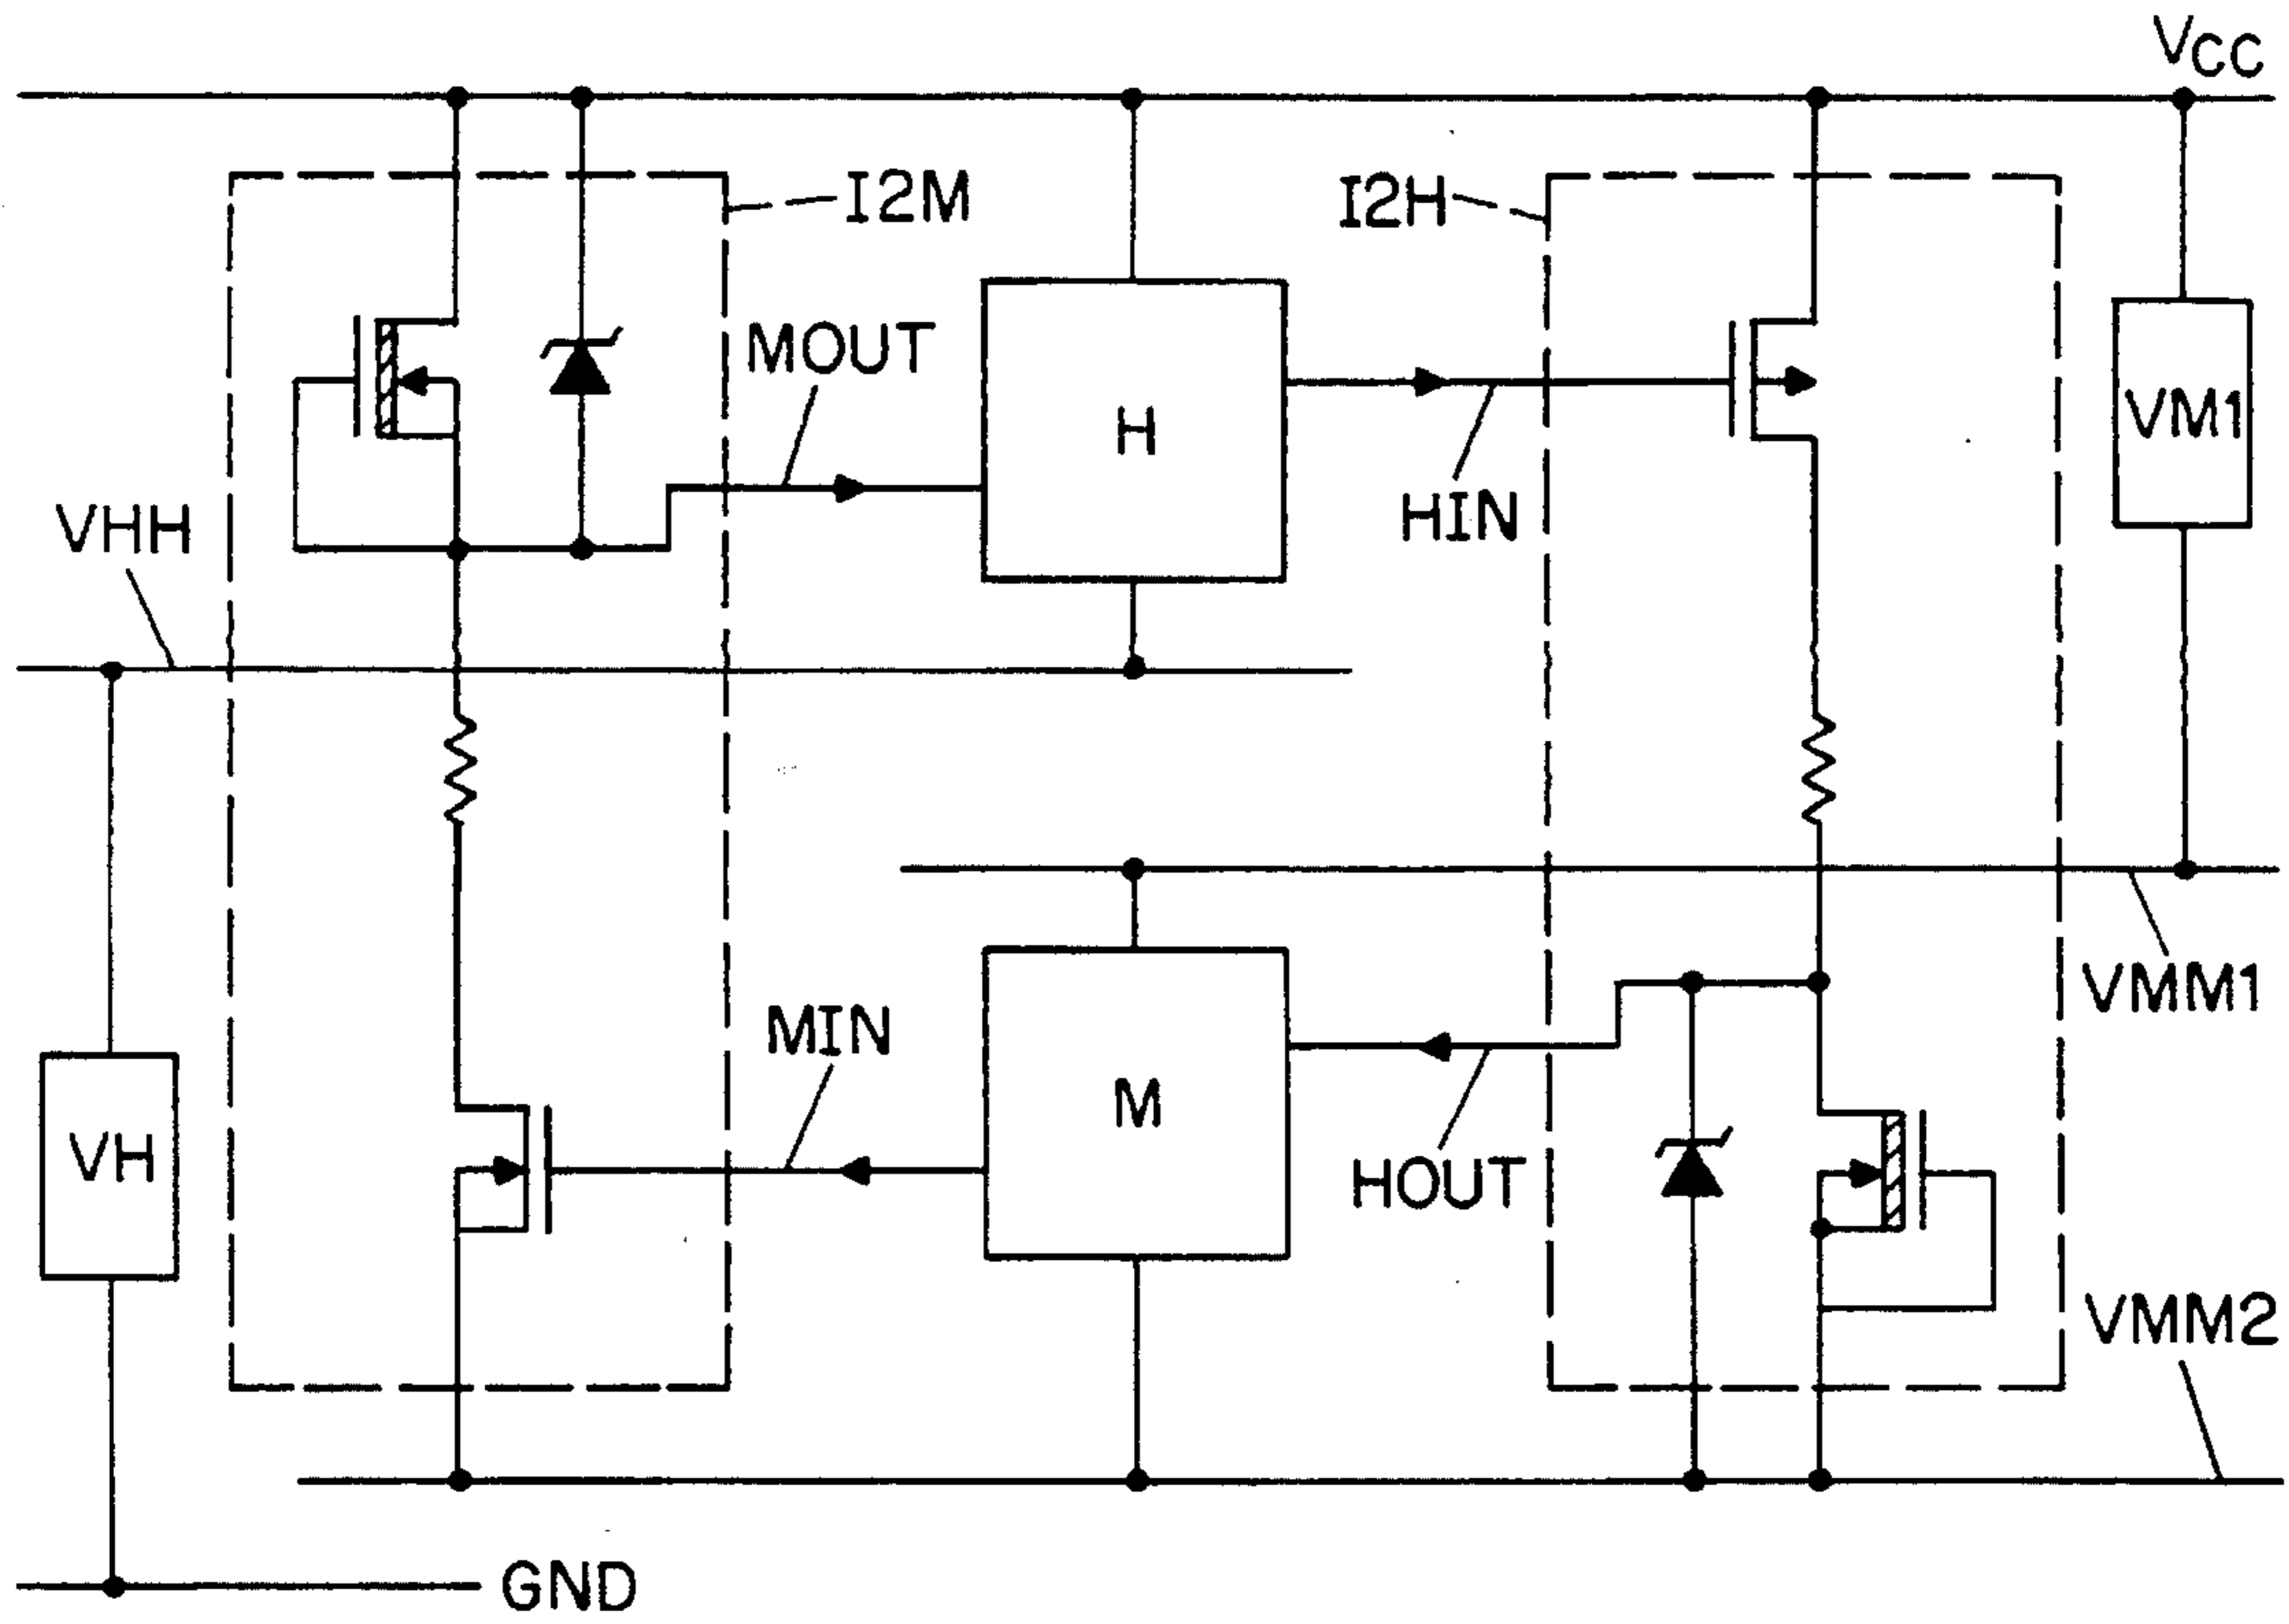 VCC
I2M
I2H
MOUT
H
VM1
VHH
HIN
VMM1
MIN
M
VH
HOUT
VMM2
GND